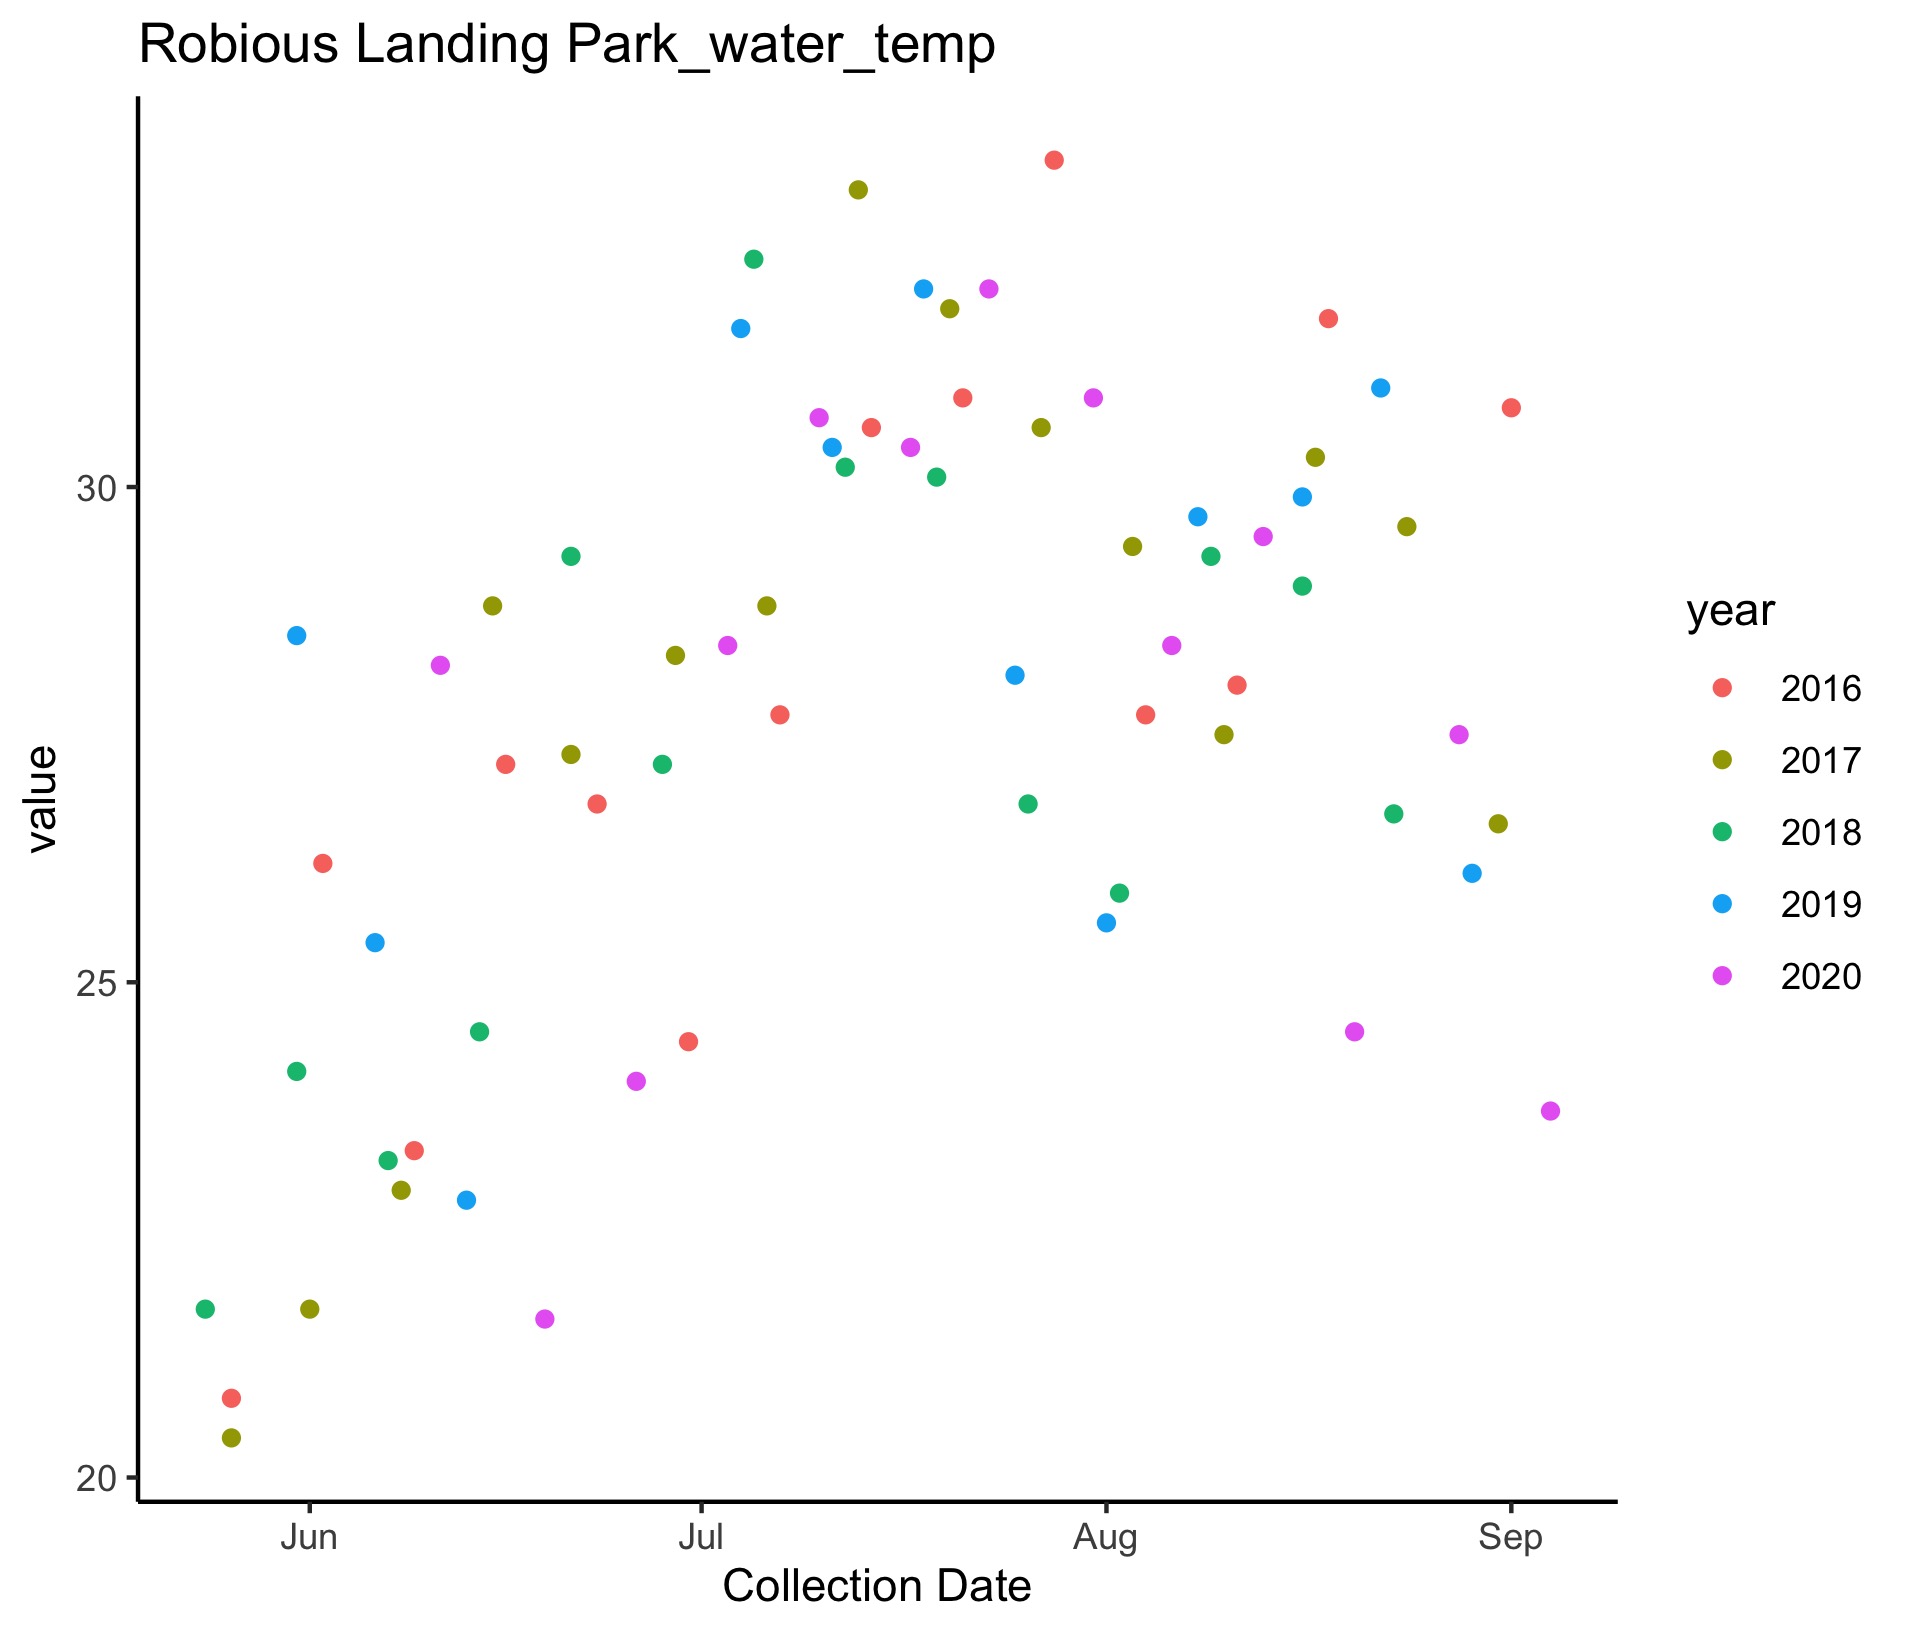 Robious Landing Park_water_temp
value
30
25
20
Jun
Jul
Aug
Sep
Collection Date
year
2016
2017
2018
2019
2020